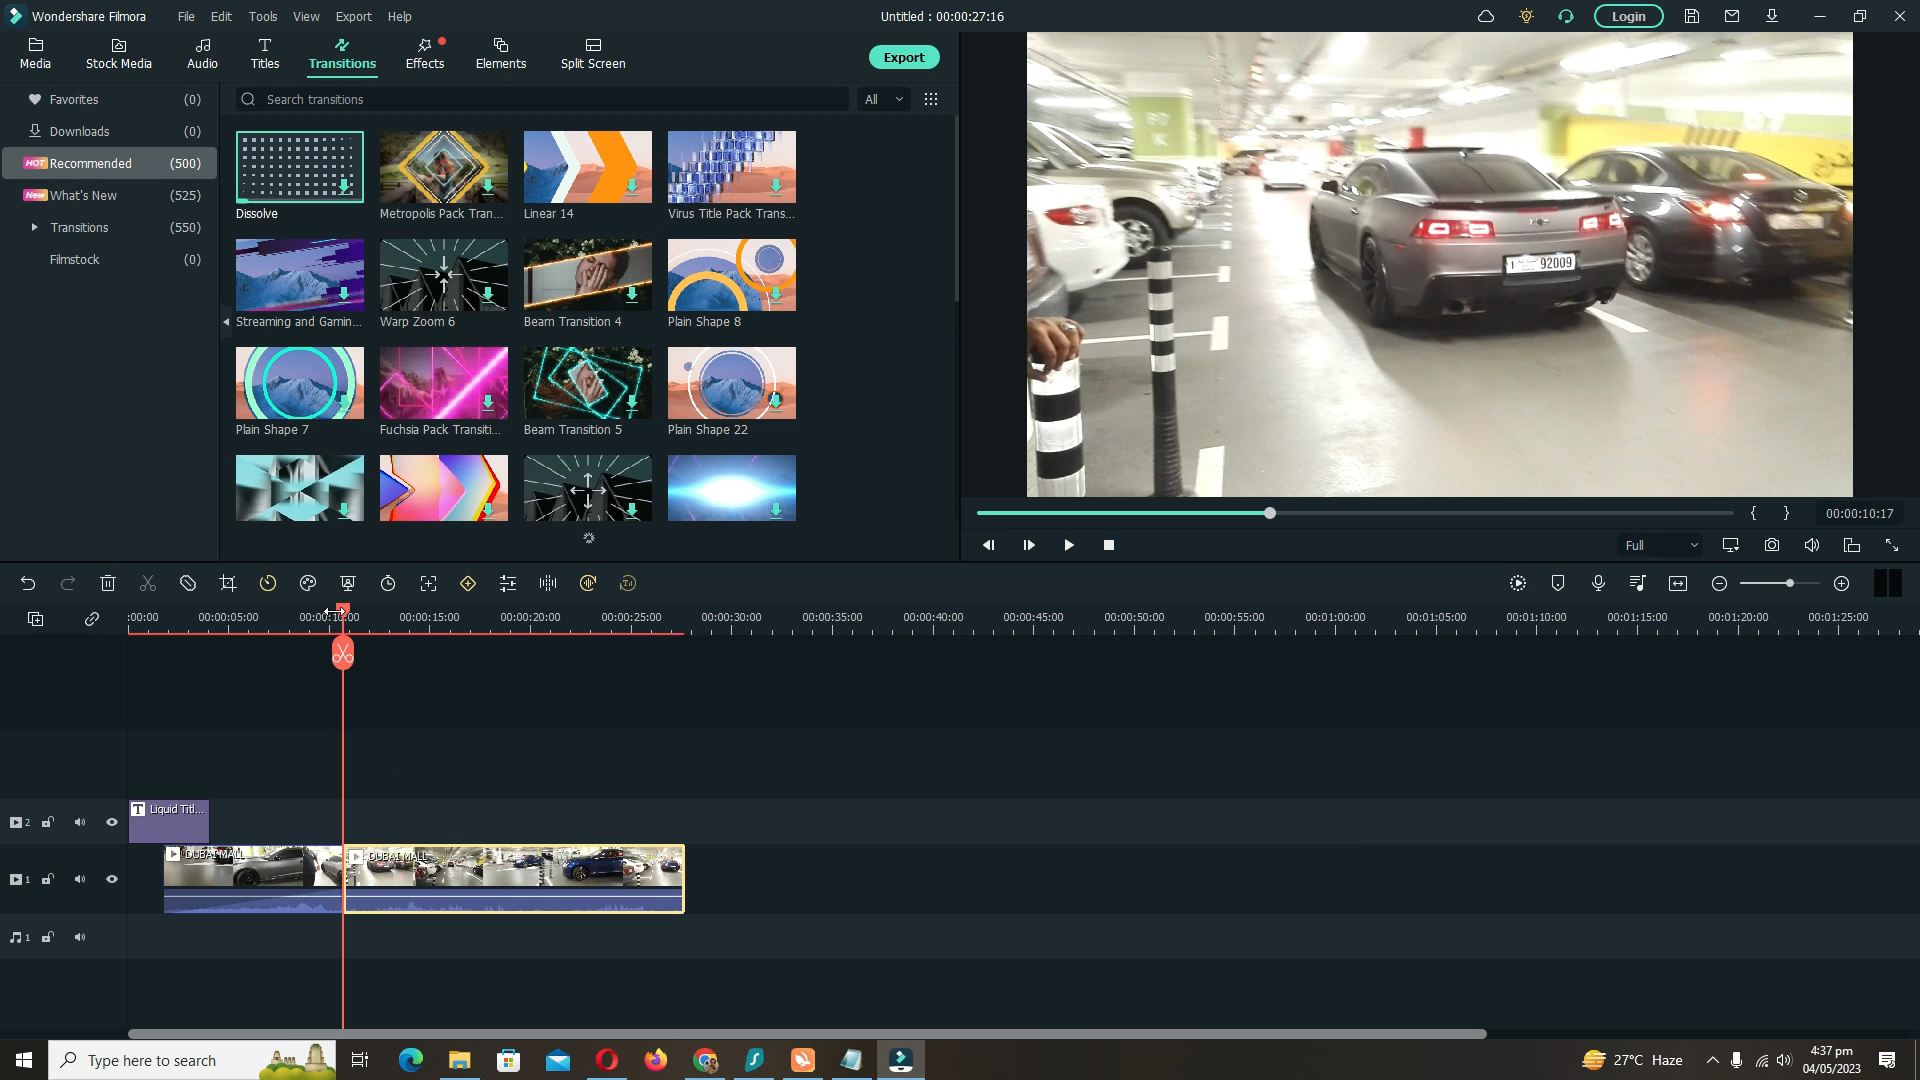 Wondershare Filmora File Edit Tools View Export Help Untitled : 00:00:27:16 Login
Media Stock Media Audio Titles Transitions Effects Elements Split Screen Export
Favorites (0)
Downloads (0)
HOT Recommended (500)
New What's New (525)
Transitions (550)
Filmstock (0)
Search transitions All
Dissolve Metropolis Pack Tran... Linear 14 Virus Title Pack Trans...
Streaming and Gamin... Warp Zoom 6 Beam Transition 4 Plain Shape 8
Plain Shape 7 Fuchsia Pack Transiti... Beam Transition 5 Plain Shape 22
92009
{ } 00:00:10:17
Full
:00:00 00:00:05:00 00:00:10:00 00:00:15:00 00:00:20:00 00:00:25:00 00:00:30:00 00:00:35:00 00:00:40:00 00:00:45:00 00:00:50:00 00:00:55:00 00:01:00:00 00:01:05:00 00:01:10:00 00:01:15:00 00:01:20:00 00:01:25:00
2 T Liquid Titl...
1 DUBAI MALL DUBAI MALL
1
Type here to search 27°C Haze 4:37 pm
04/05/2023